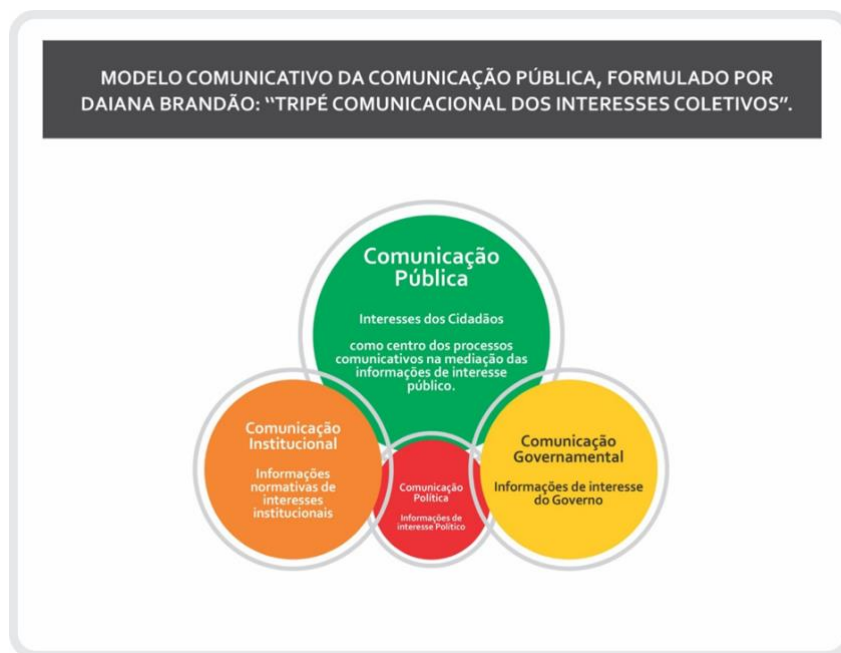 MODELO COMUNICATIVO DA COMUNICAÇÃO PÚBLICA, FORMULADO POR
DAIANA BRANDÃO: “TRIPÉ COMUNICACIONAL DOS INTERESSES COLETIVOS”.
Comunicação
Pública
Interesses dos Cidadãos
como centro dos processos
comunicativos na mediação das
informações de interesse
público.
Comunicação
Institucional
Informações
normativas de
interesses
institucionais
Comunicação
Política
Informações de
interesse Político
Comunicação
Governamental
Informações de interesse
do Governo